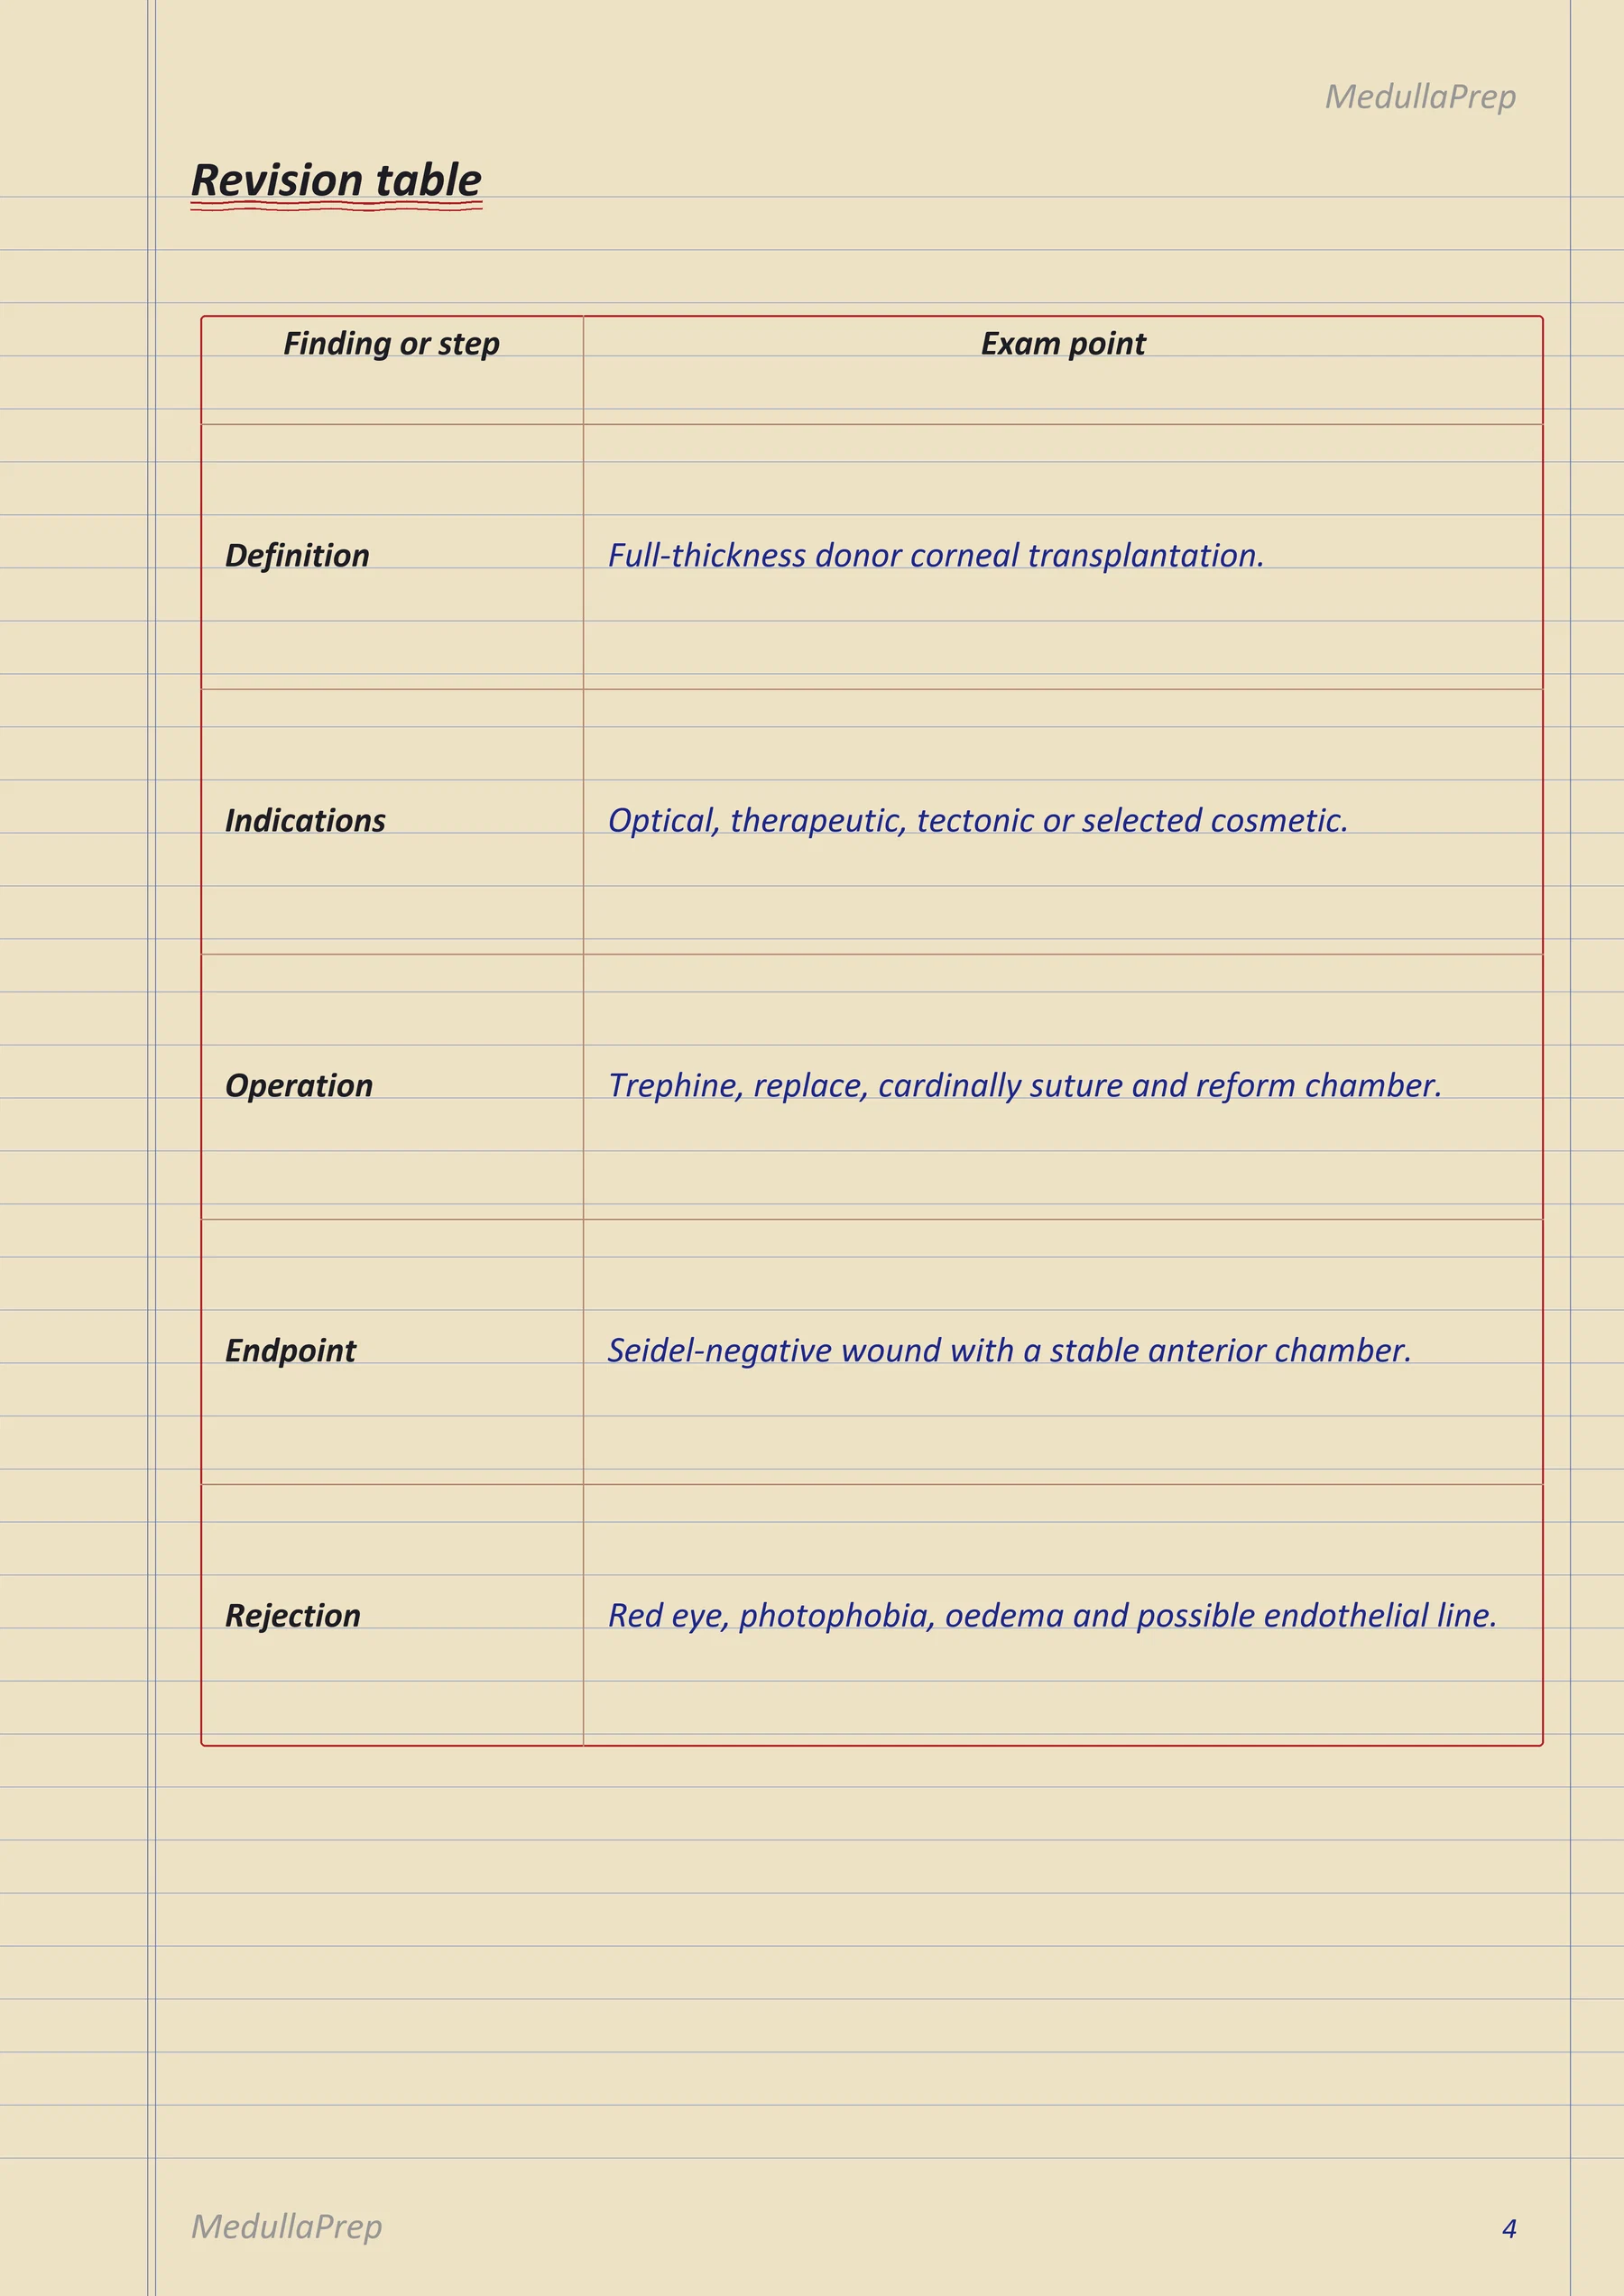 MedullaPrep
Revision table
Finding or step
Exam point
Definition
Full-thickness donor corneal transplantation.
Indications
Optical, therapeutic, tectonic or selected cosmetic.
Operation
Trephine, replace, cardinally suture and reform chamber.
Endpoint
Seidel-negative wound with a stable anterior chamber.
Rejection
Red eye, photophobia, oedema and possible endothelial line.
MedullaPrep
4